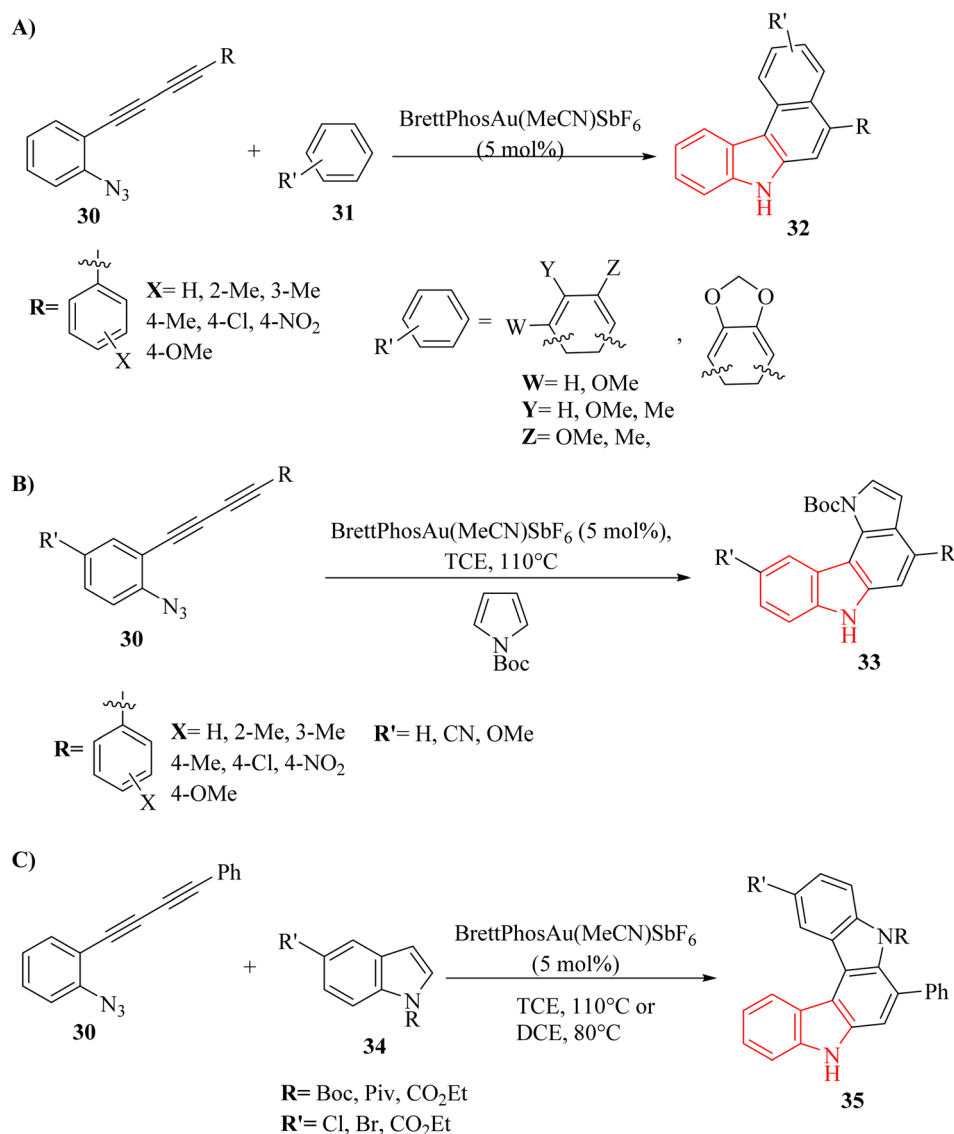 A)
R
N₃
30
+
R'
31
BrettPhosAu(MeCN)SbF₆
(5 mol%)
R'
R
N
H
32
R=
X
X= H, 2-Me, 3-Me
4-Me, 4-Cl, 4-NO₂
4-OMe
R'
=
Y
Z
W
,
O
O
W= H, OMe
Y= H, OMe, Me
Z= OMe, Me,
B)
R
R'
N₃
30
BrettPhosAu(MeCN)SbF₆ (5 mol%),
TCE, 110°C
N
Boc
BocN
R'
R
N
H
33
R=
X
X= H, 2-Me, 3-Me
4-Me, 4-Cl, 4-NO₂
4-OMe
R'= H, CN, OMe
C)
Ph
N₃
30
+
R'
N
R
34
BrettPhosAu(MeCN)SbF₆
(5 mol%)
TCE, 110°C or
DCE, 80°C
R'
NR
Ph
N
H
35
R= Boc, Piv, CO₂Et
R'= Cl, Br, CO₂Et